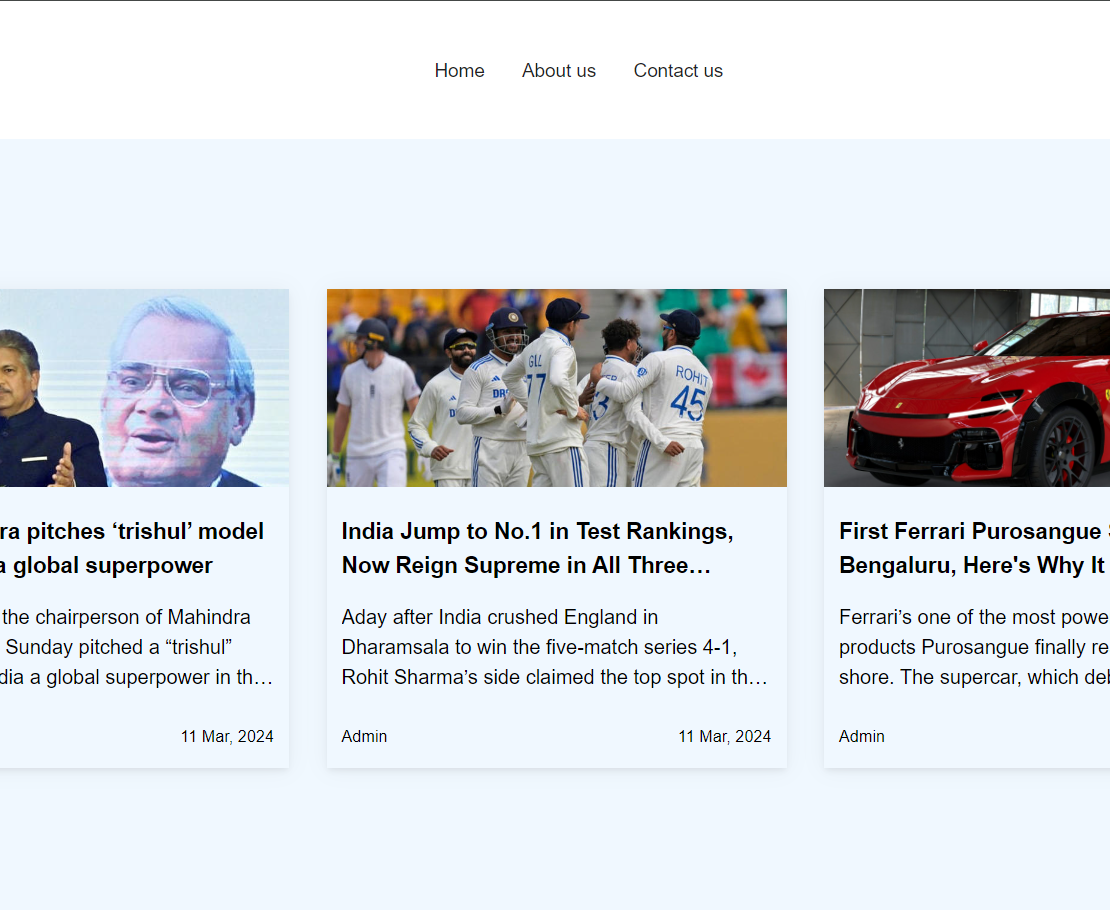 Home About us Contact us
GILL
77
ROHIT
45
ra pitches ‘trishul’ model
a global superpower
the chairperson of Mahindra
Sunday pitched a “trishul”
dia a global superpower in th…
11 Mar, 2024
India Jump to No.1 in Test Rankings,
Now Reign Supreme in All Three…
Aday after India crushed England in
Dharamsala to win the five-match series 4-1,
Rohit Sharma’s side claimed the top spot in th…
Admin 11 Mar, 2024
First Ferrari Purosangue
Bengaluru, Here's Why It
Ferrari’s one of the most powe
products Purosangue finally re
shore. The supercar, which deb
Admin